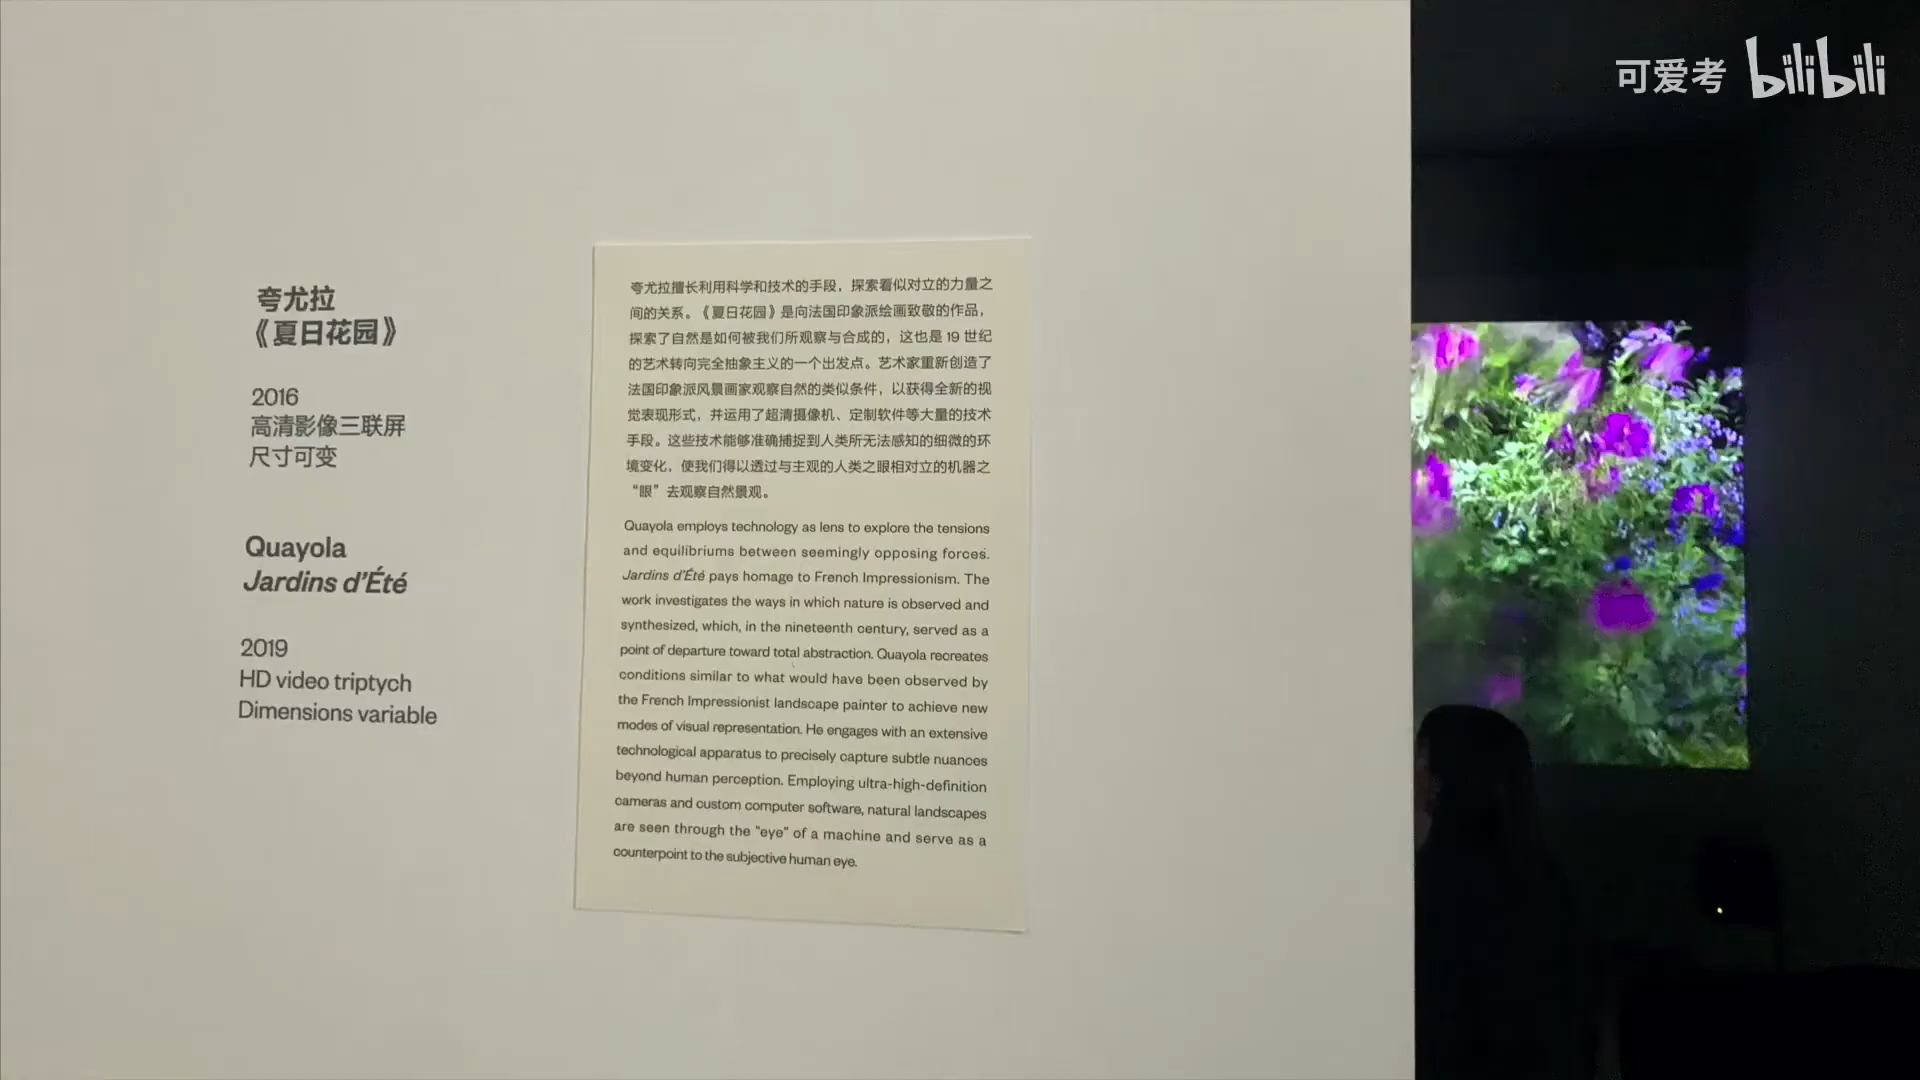 可爱考 bilibili
夸尤拉
《夏日花园》
2016
高清影像三联屏
尺寸可变
Quayola
Jardins d’Été
2019
HD video triptych
Dimensions variable
夸尤拉擅长利用科学和技术的手段，探索看似对立的力量之
间的关系。《夏日花园》是向法国印象派绘画致敬的作品，
探索了自然是如何被我们所观察与合成的，这也是 19 世纪
的艺术转向完全抽象主义的一个出发点。艺术家重新创造了
法国印象派风景画家观察自然的类似条件，以获得全新的视
觉表现形式，并运用了超清摄像机、定制软件等大量的技术
手段。这些技术能够准确捕捉到人类所无法感知的细微的环
境变化，使我们得以透过与主观的人类之眼相对立的机器之
“眼”去观察自然景观。
Quayola employs technology as lens to explore the tensions
and equilibriums between seemingly opposing forces.
Jardins d’Été pays homage to French Impressionism. The
work investigates the ways in which nature is observed and
synthesized, which, in the nineteenth century, served as a
point of departure toward total abstraction. Quayola recreates
conditions similar to what would have been observed by
the French Impressionist landscape painter to achieve new
modes of visual representation. He engages with an extensive
technological apparatus to precisely capture subtle nuances
beyond human perception. Employing ultra-high-definition
cameras and custom computer software, natural landscapes
are seen through the "eye" of a machine and serve as a
counterpoint to the subjective human eye.